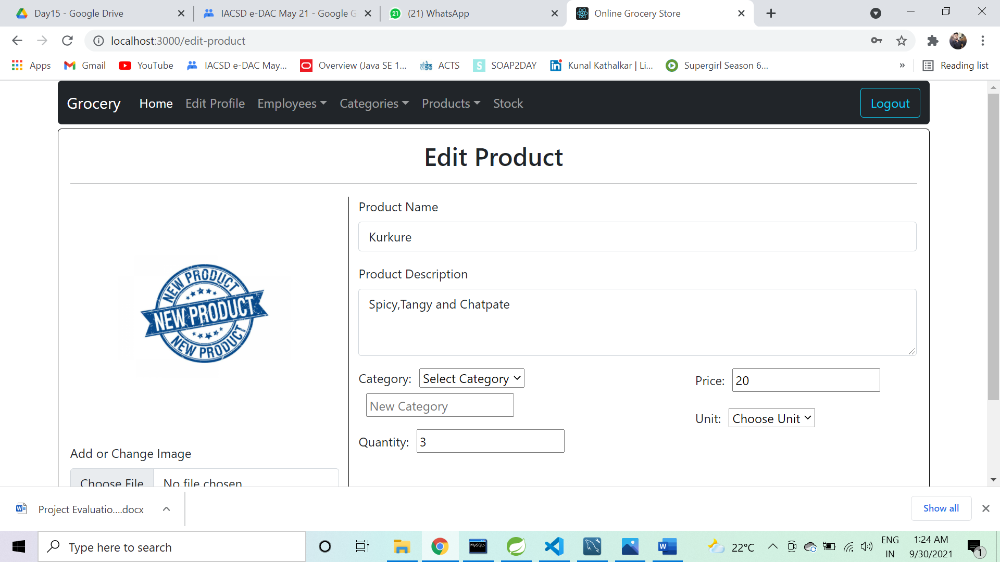 Day15 - Google Drive
IACSD e-DAC May 21 - Google G
21
(21) WhatsApp
Online Grocery Store
localhost:3000/edit-product
Apps
Gmail
YouTube
IACSD e-DAC May...
Overview (Java SE 1...
ACTS
S
SOAP2DAY
in
Kunal Kathalkar | Li...
Supergirl Season 6...
»
Reading list
Grocery
Home
Edit Profile
Employees
Categories
Products
Stock
Logout
Edit Product
NEW PRODUCT
NEW PRODUCT
NEW PRODUCT
Add or Change Image
Choose File
No file chosen
Product Name
Kurkure
Product Description
Spicy,Tangy and Chatpate
Category:
Select Category
New Category
Price:
20
Unit:
Choose Unit
Quantity:
3
W
Project Evaluatio....docx
Show all
Type here to search
MySQL
W
22°C
ENG
IN
1:24 AM
9/30/2021
1